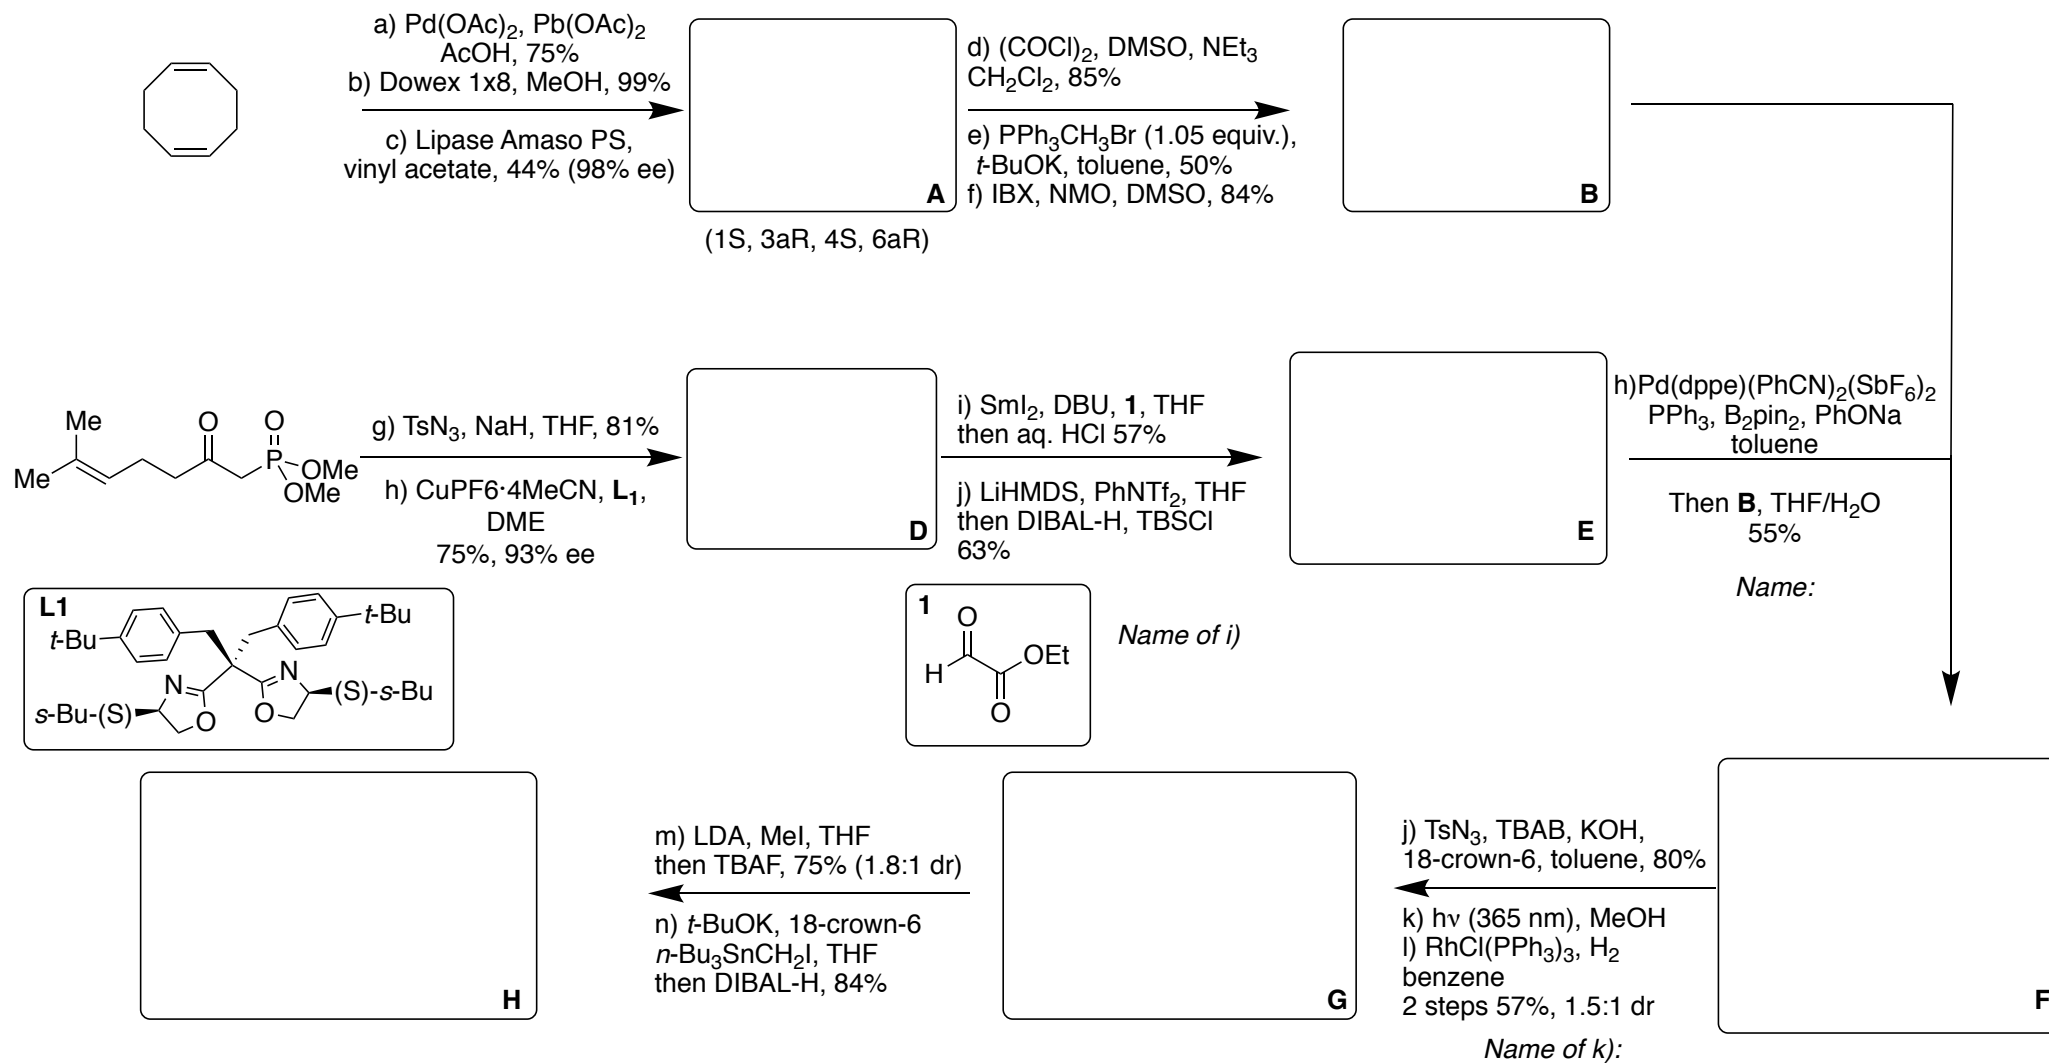 a) Pd(OAc)2, Pb(OAc)2
AcOH, 75%
b) Dowex 1x8, MeOH, 99%
c) Lipase Amaso PS,
vinyl acetate, 44% (98% ee)
A
(1S, 3aR, 4S, 6aR)
d) (COCl)2, DMSO, NEt3
CH2Cl2, 85%
e) PPh3CH3Br (1.05 equiv.),
t-BuOK, toluene, 50%
f) IBX, NMO, DMSO, 84%
B
Me
Me
O
O
P
OMe
OMe
g) TsN3, NaH, THF, 81%
h) CuPF6·4MeCN, L1,
DME
75%, 93% ee
D
i) SmI2, DBU, 1, THF
then aq. HCl 57%
j) LiHMDS, PhNTf2, THF
then DIBAL-H, TBSCl
63%
E
h)Pd(dppe)(PhCN)2(SbF6)2
PPh3, B2pin2, PhONa
toluene
Then B, THF/H2O
55%
Name:
L1
t-Bu
t-Bu
N
N
O
O
s-Bu-(S)
(S)-s-Bu
1
O
H
OEt
O
Name of i)
F
j) TsN3, TBAB, KOH,
18-crown-6, toluene, 80%
k) hν (365 nm), MeOH
l) RhCl(PPh3)3, H2
benzene
2 steps 57%, 1.5:1 dr
Name of k):
G
m) LDA, MeI, THF
then TBAF, 75% (1.8:1 dr)
n) t-BuOK, 18-crown-6
n-Bu3SnCH2I, THF
then DIBAL-H, 84%
H